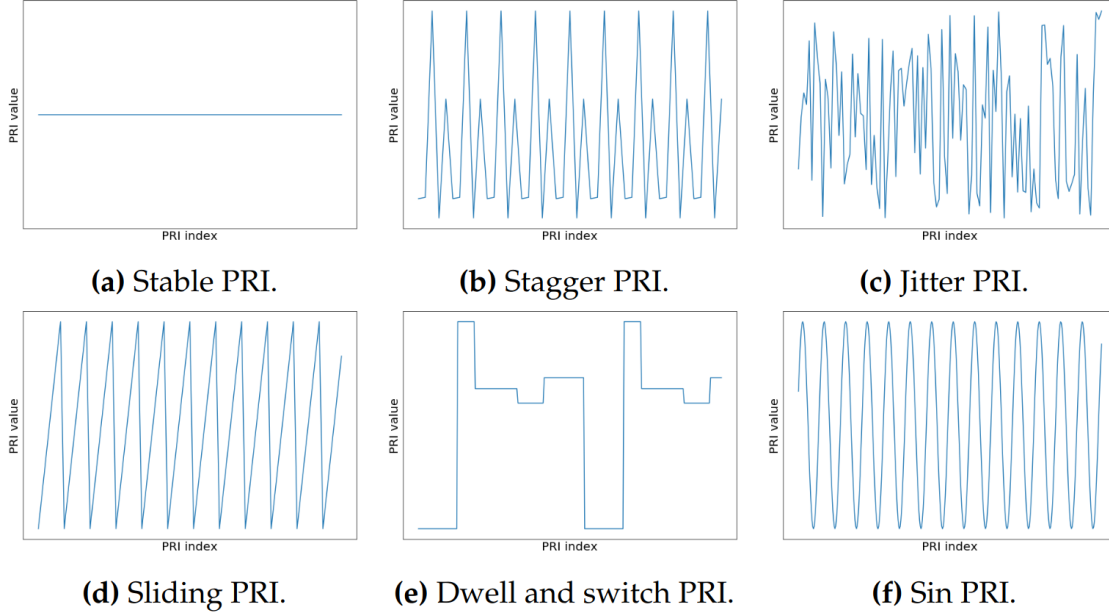 PRI value
PRI index
(a) Stable PRI.
PRI value
PRI index
(b) Stagger PRI.
PRI value
PRI index
(c) Jitter PRI.
PRI value
PRI index
(d) Sliding PRI.
PRI value
PRI index
(e) Dwell and switch PRI.
PRI value
PRI index
(f) Sin PRI.